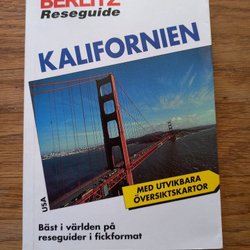 BERLITZ
Reseguide
KALIFORNIEN
USA
MED UTVIKBARA
ÖVERSIKTSKARTOR
Bäst i världen på
reseguider i fickformat